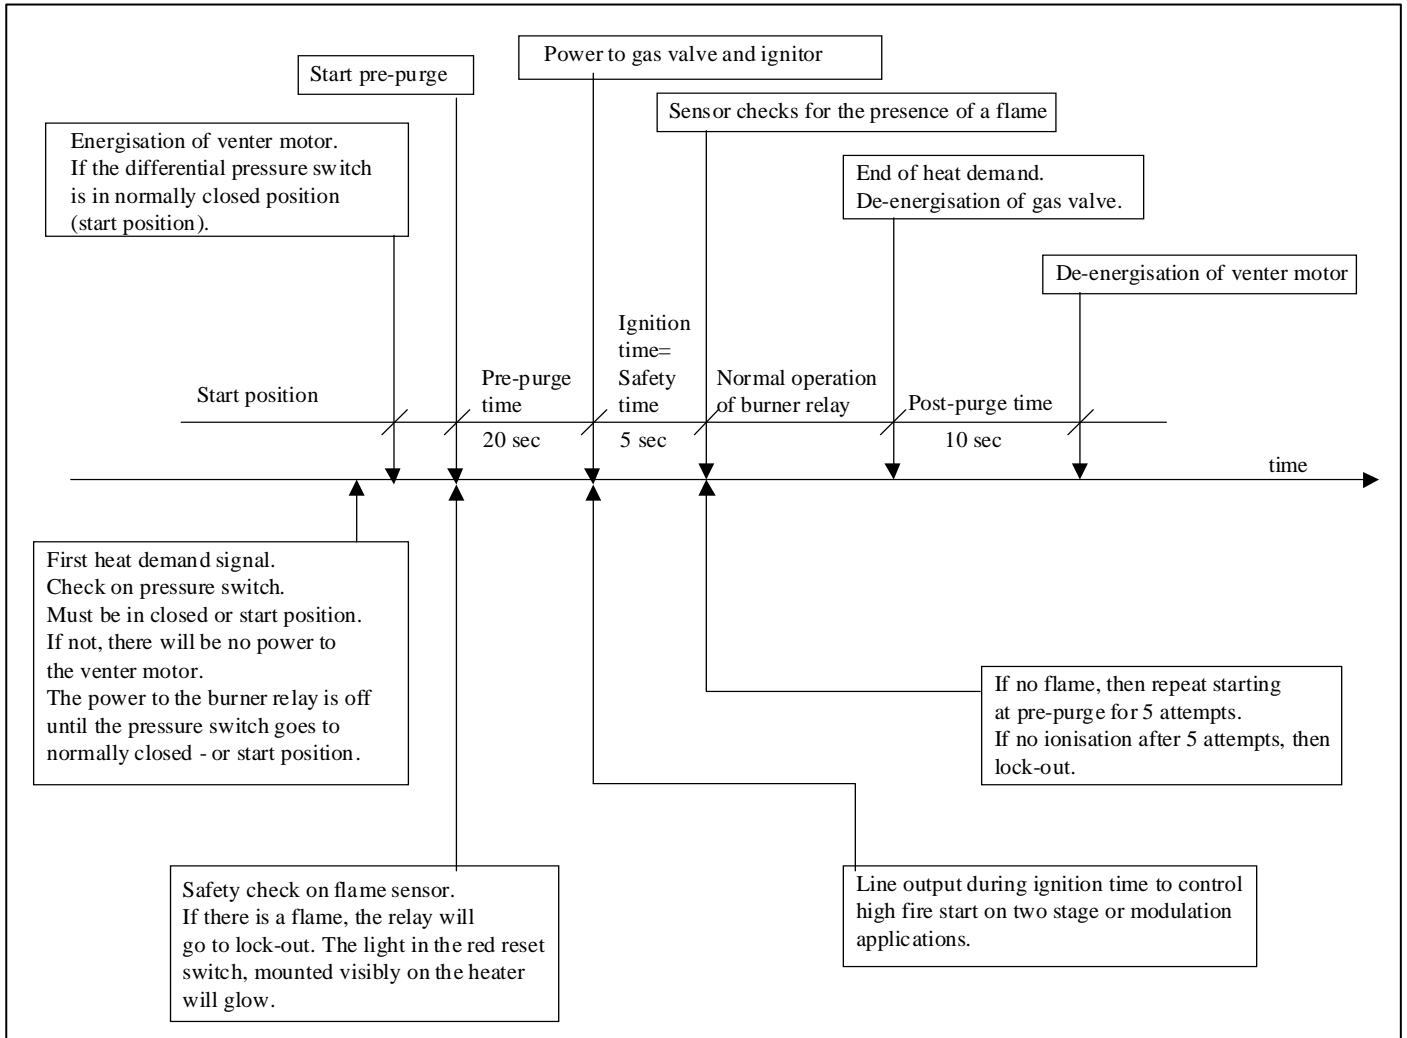 Power to gas valve and ignitor
Start pre-purge
Sensor checks for the presence of a flame
Energisation of venter motor.
If the differential pressure switch
is in normally closed position
(start position).
End of heat demand.
De-energisation of gas valve.
De-energisation of venter motor
Start position
Pre-purge
time
20 sec
Ignition
time=
Safety
time
5 sec
Normal operation
of burner relay
Post-purge time
10 sec
time
First heat demand signal.
Check on pressure switch.
Must be in closed or start position.
If not, there will be no power to
the venter motor.
The power to the burner relay is off
until the pressure switch goes to
normally closed - or start position.
If no flame, then repeat starting
at pre-purge for 5 attempts.
If no ionisation after 5 attempts, then
lock-out.
Safety check on flame sensor.
If there is a flame, the relay will
go to lock-out. The light in the red reset
switch, mounted visibly on the heater
will glow.
Line output during ignition time to control
high fire start on two stage or modulation
applications.